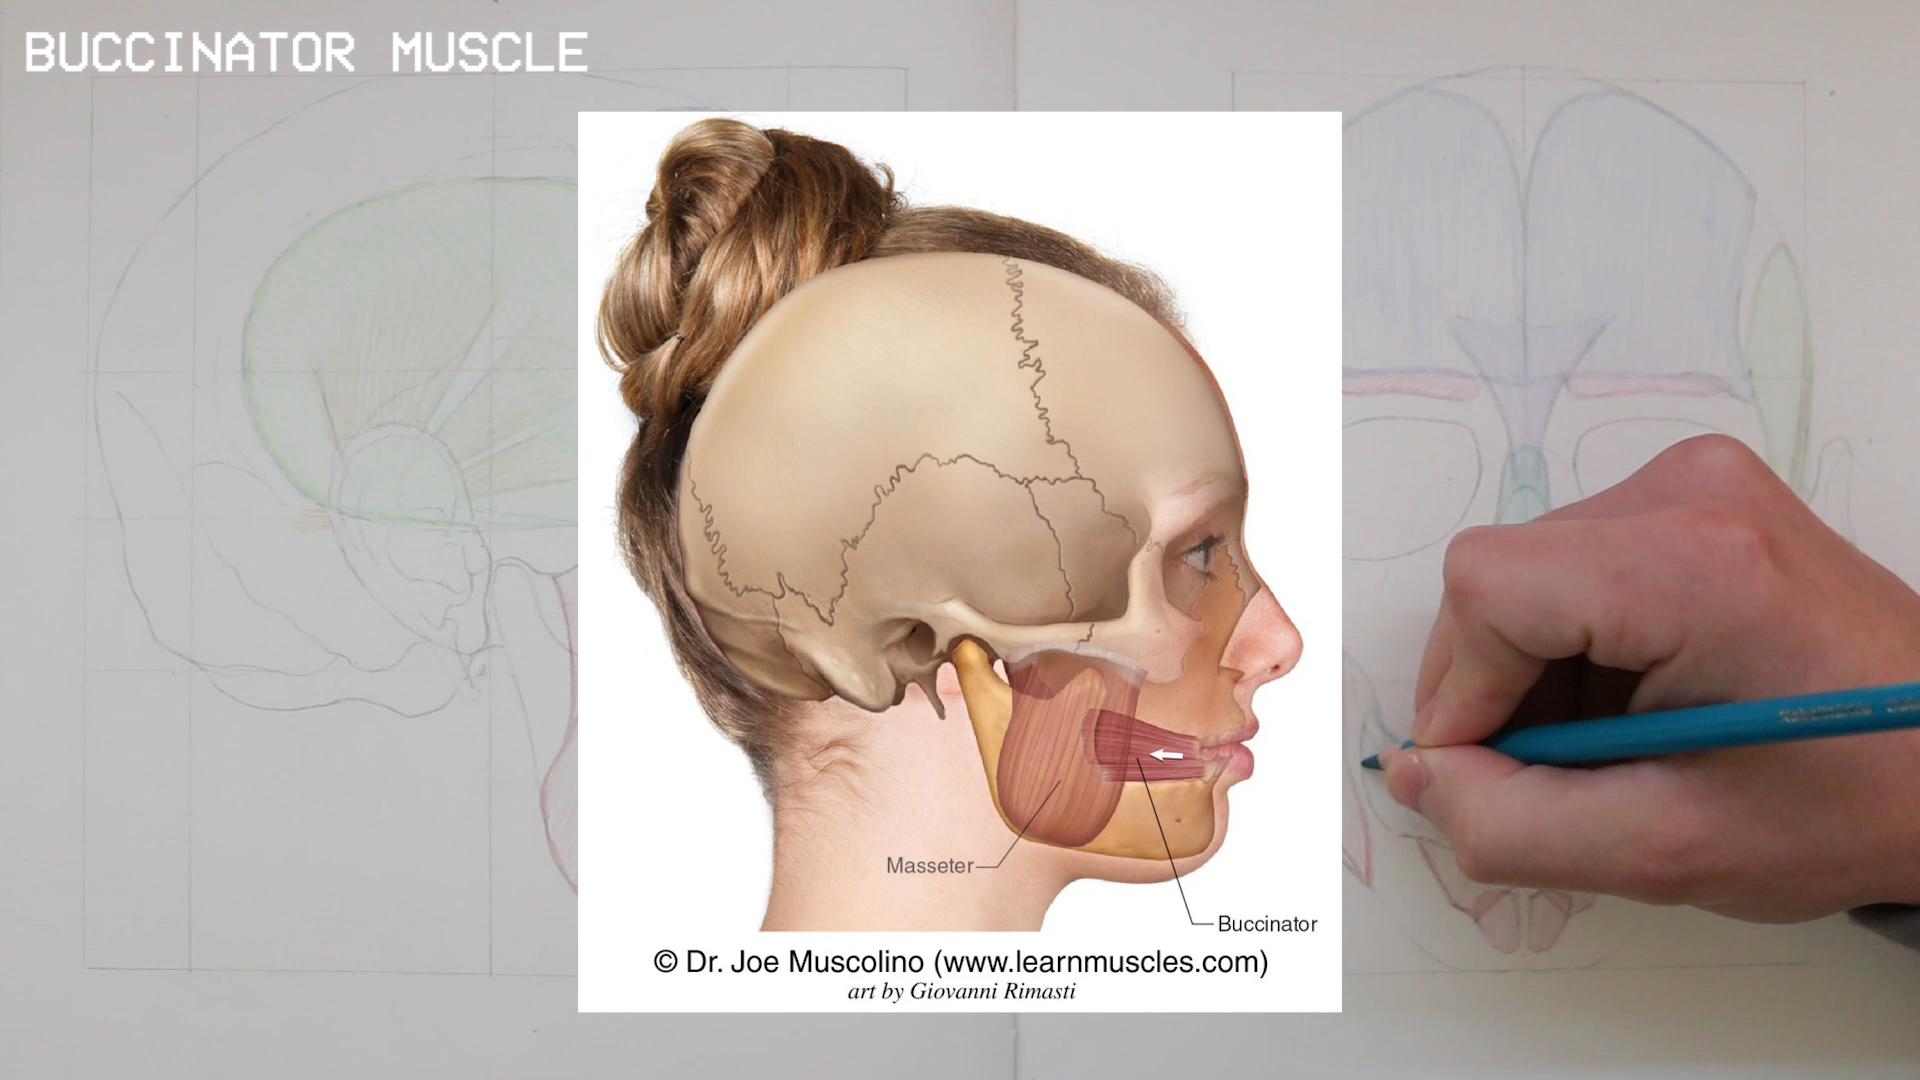 BUCCINATOR MUSCLE
Masseter
Buccinator
© Dr. Joe Muscolino (www.learnmuscles.com)
art by Giovanni Rimasti